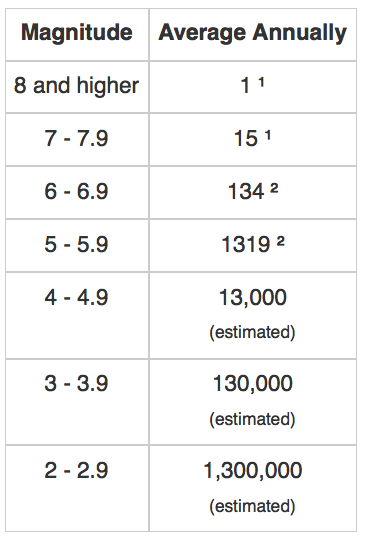 Magnitude Average Annually
8 and higher 1 ¹
7 - 7.9 15 ¹
6 - 6.9 134 ²
5 - 5.9 1319 ²
4 - 4.9 13,000
(estimated)
3 - 3.9 130,000
(estimated)
2 - 2.9 1,300,000
(estimated)